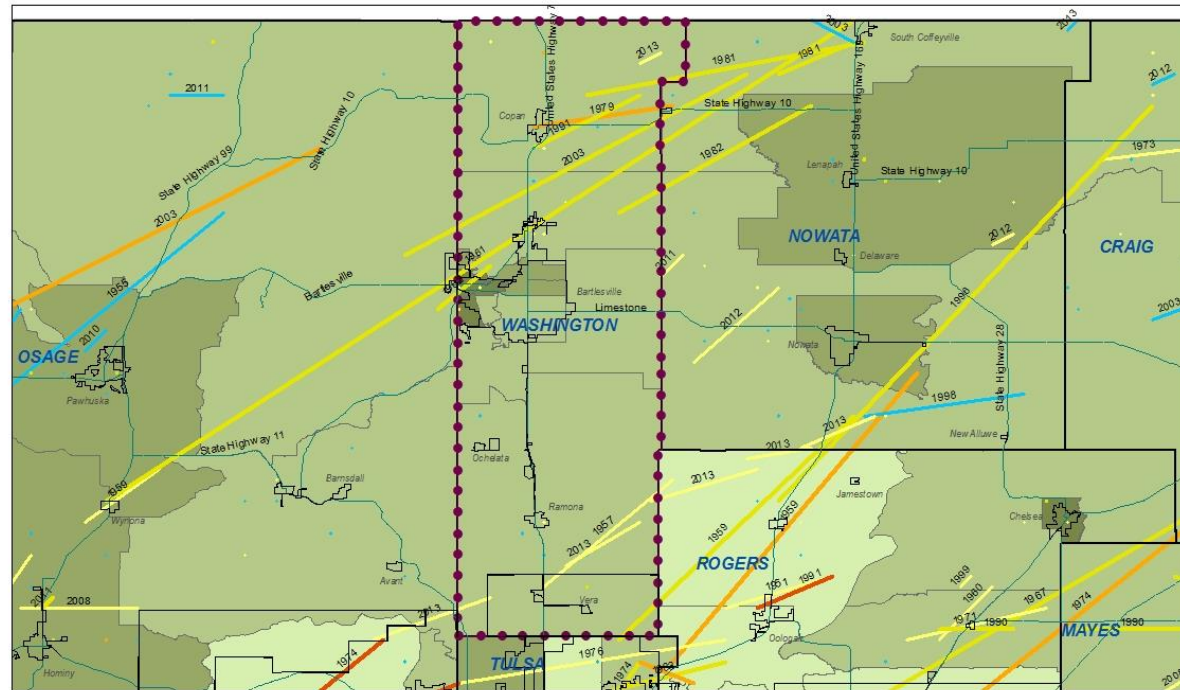 United States Highway 7
2003
2013
South Coffeyville
2013
1981
1981
United States Highway 169
2012
2011
State Highway 10
State Highway 99
Copan
1979
1991
State Highway 10
2003
1982
Lenapah
State Highway 10
1973
2003
NOWATA
2012
CRAIG
1955
Bartlesville
1961
2011
Delaware
Bartlesville
Limestone
1998
2003
OSAGE
2010
WASHINGTON
2012
Nowata
State Highway 28
Pawhuska
1998
2013
State Highway 11
2013
New Alluwe
Ochelata
Barnsdall
2013
Jamestown
1959
Wynona
Ramona
1957
1959
1959
Chelsea
2013
ROGERS
Avant
1951
1991
1999
1960
1967
1974
2011
2008
2013
Vera
1971
1990
MAYES
1990
Oologah
1974
TULSA
1976
1974
Hominy